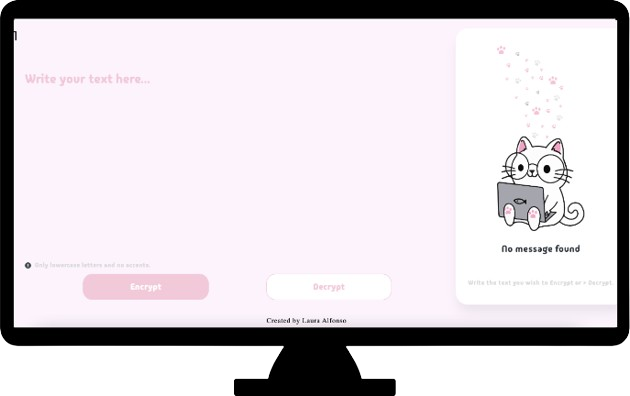 Write your text here...
Only lowercase letters and no accents.
Encrypt
Decrypt
Created by Laura Alfonso
No message found
Write the text you wish to Encrypt or Decrypt.